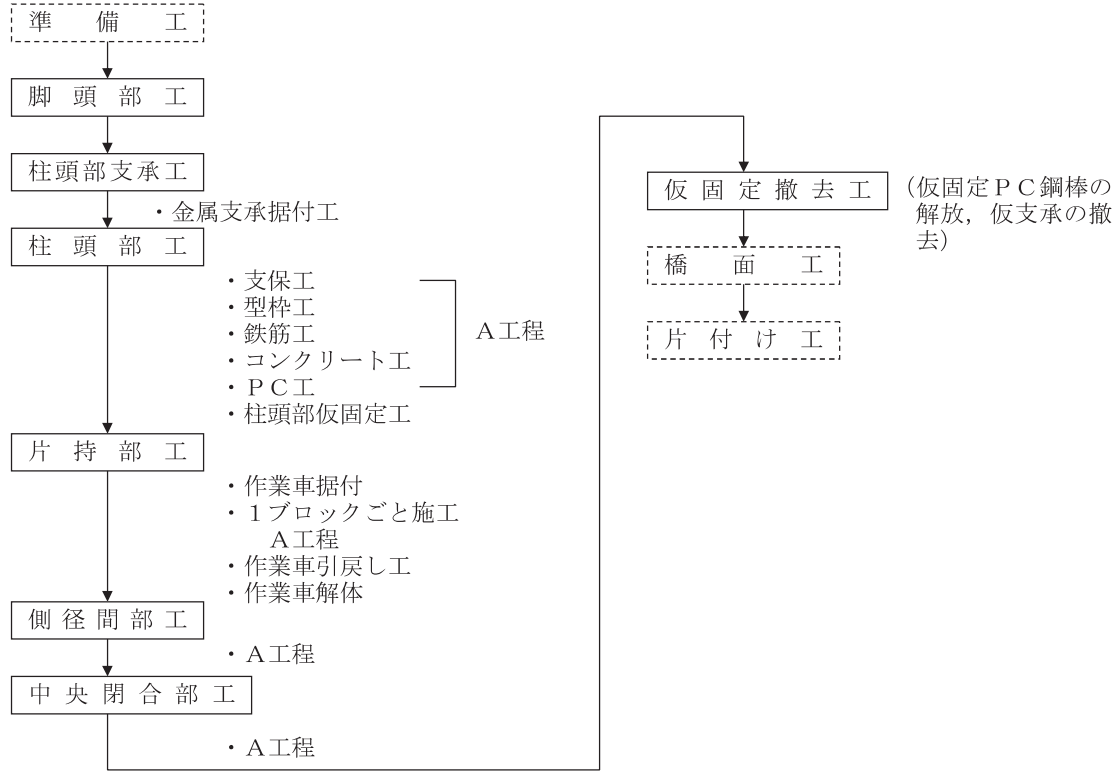 準備工
脚頭部工
柱頭部支承工
・金属支承据付工
柱頭部工
・支保工
・型枠工
・鉄筋工
・コンクリート工
・ＰＣ工
Ａ工程
・柱頭部仮固定工
片持部工
・作業車据付
・１ブロックごと施工
Ａ工程
・作業車引戻し工
・作業車解体
側径間部工
・Ａ工程
中央閉合部工
・Ａ工程
仮固定撤去工
（仮固定ＰＣ鋼棒の
解放，仮支承の撤
去）
橋面工
片付け工